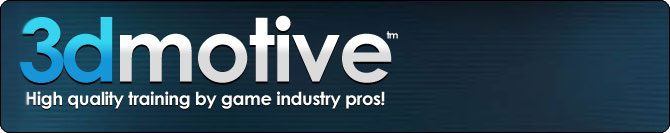 3dmotive™
High quality training by game industry pros!